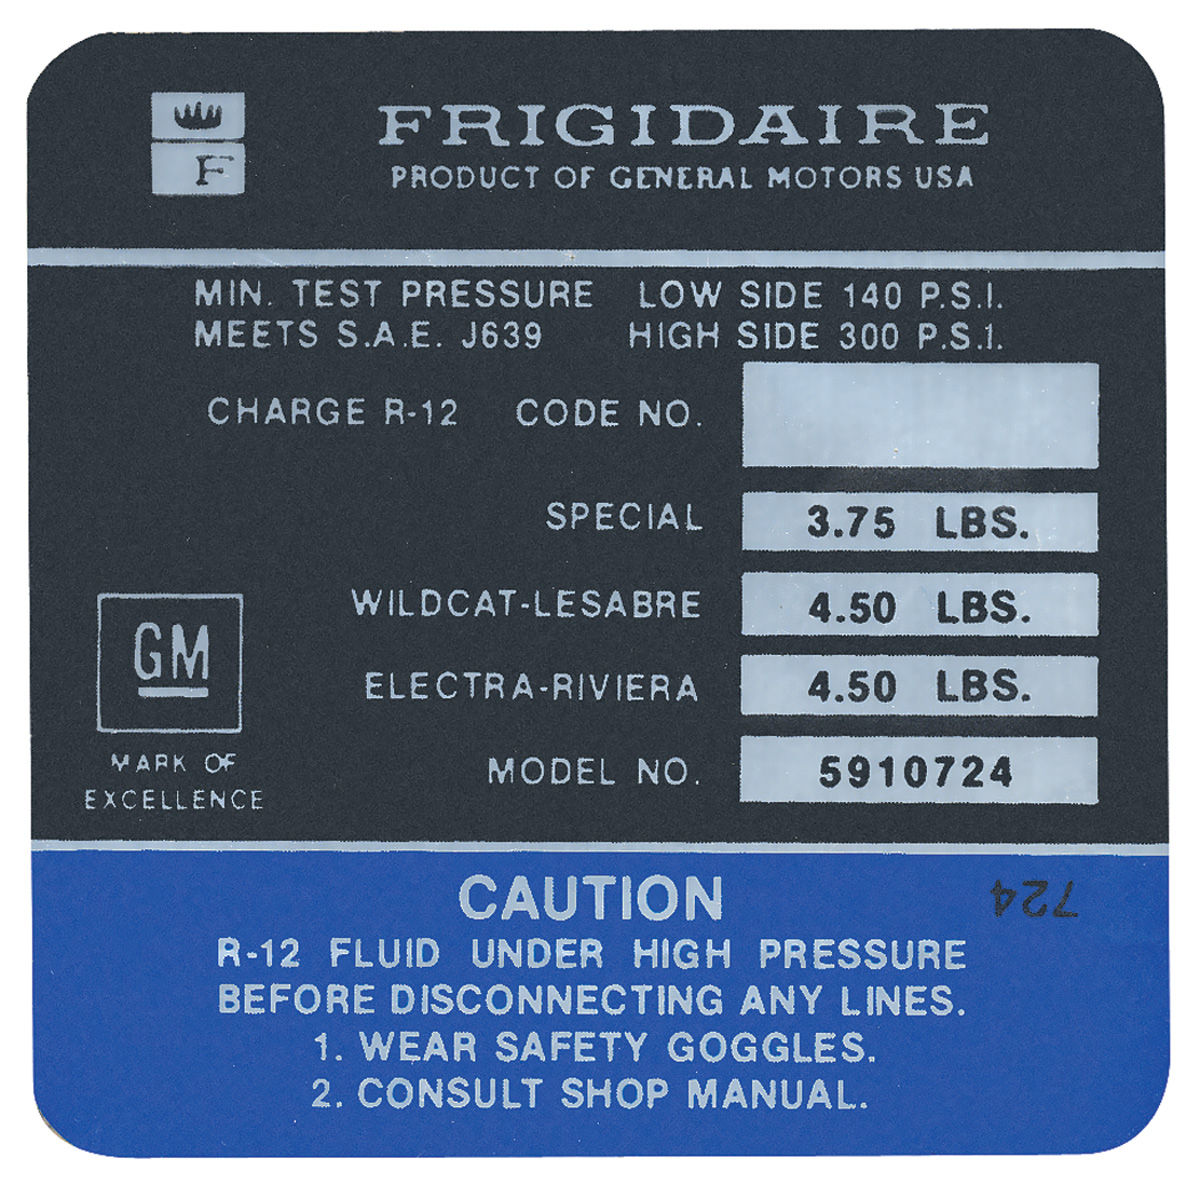 F
FRIGIDAIRE
PRODUCT OF GENERAL MOTORS USA
MIN. TEST PRESSURE LOW SIDE 140 P.S.I.
MEETS S.A.E. J639 HIGH SIDE 300 P.S.I.
CHARGE R-12 CODE NO.
SPECIAL 3.75 LBS.
WILDCAT-LESABRE 4.50 LBS.
ELECTRA-RIVIERA 4.50 LBS.
MODEL NO. 5910724
GM
MARK OF
EXCELLENCE
CAUTION
724
R-12 FLUID UNDER HIGH PRESSURE
BEFORE DISCONNECTING ANY LINES.
1. WEAR SAFETY GOGGLES.
2. CONSULT SHOP MANUAL.